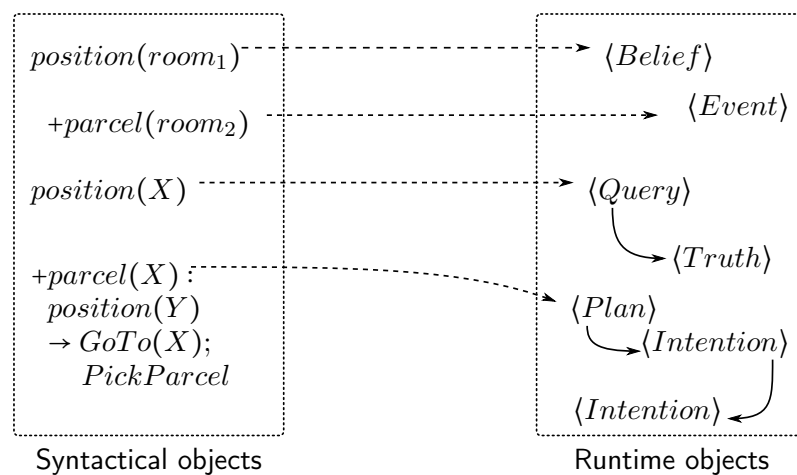 position(room₁)
+parcel(room₂)
position(X)
+parcel(X) :
position(Y)
→ GoTo(X);
PickParcel
Syntactical objects
⟨Belief⟩
⟨Event⟩
⟨Query⟩
⟨Truth⟩
⟨Plan⟩
⟨Intention⟩
⟨Intention⟩
Runtime objects